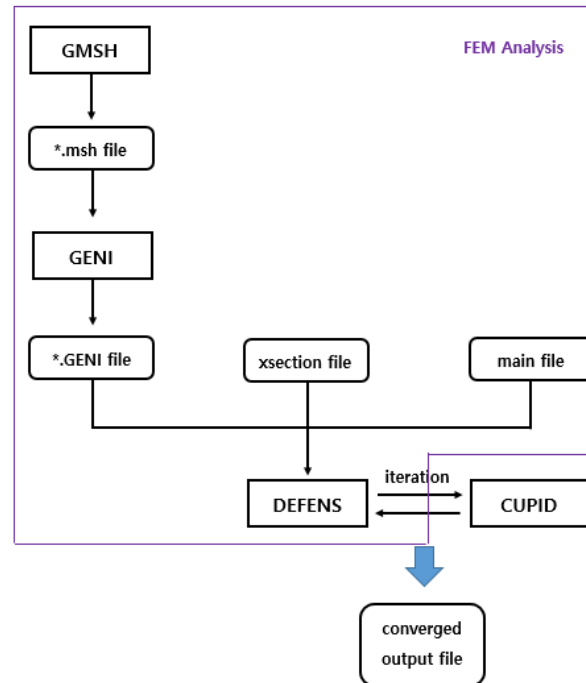 GMSH
FEM Analysis
*.msh file
GENI
*.GENI file
xsection file
main file
iteration
DEFENS
CUPID
converged
output file